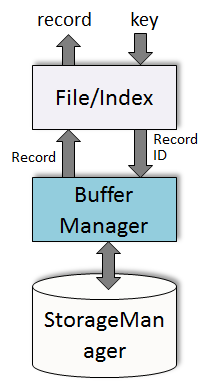 record key
File/Index
Record
Record
ID
Buffer
Manager
StorageMan
ager